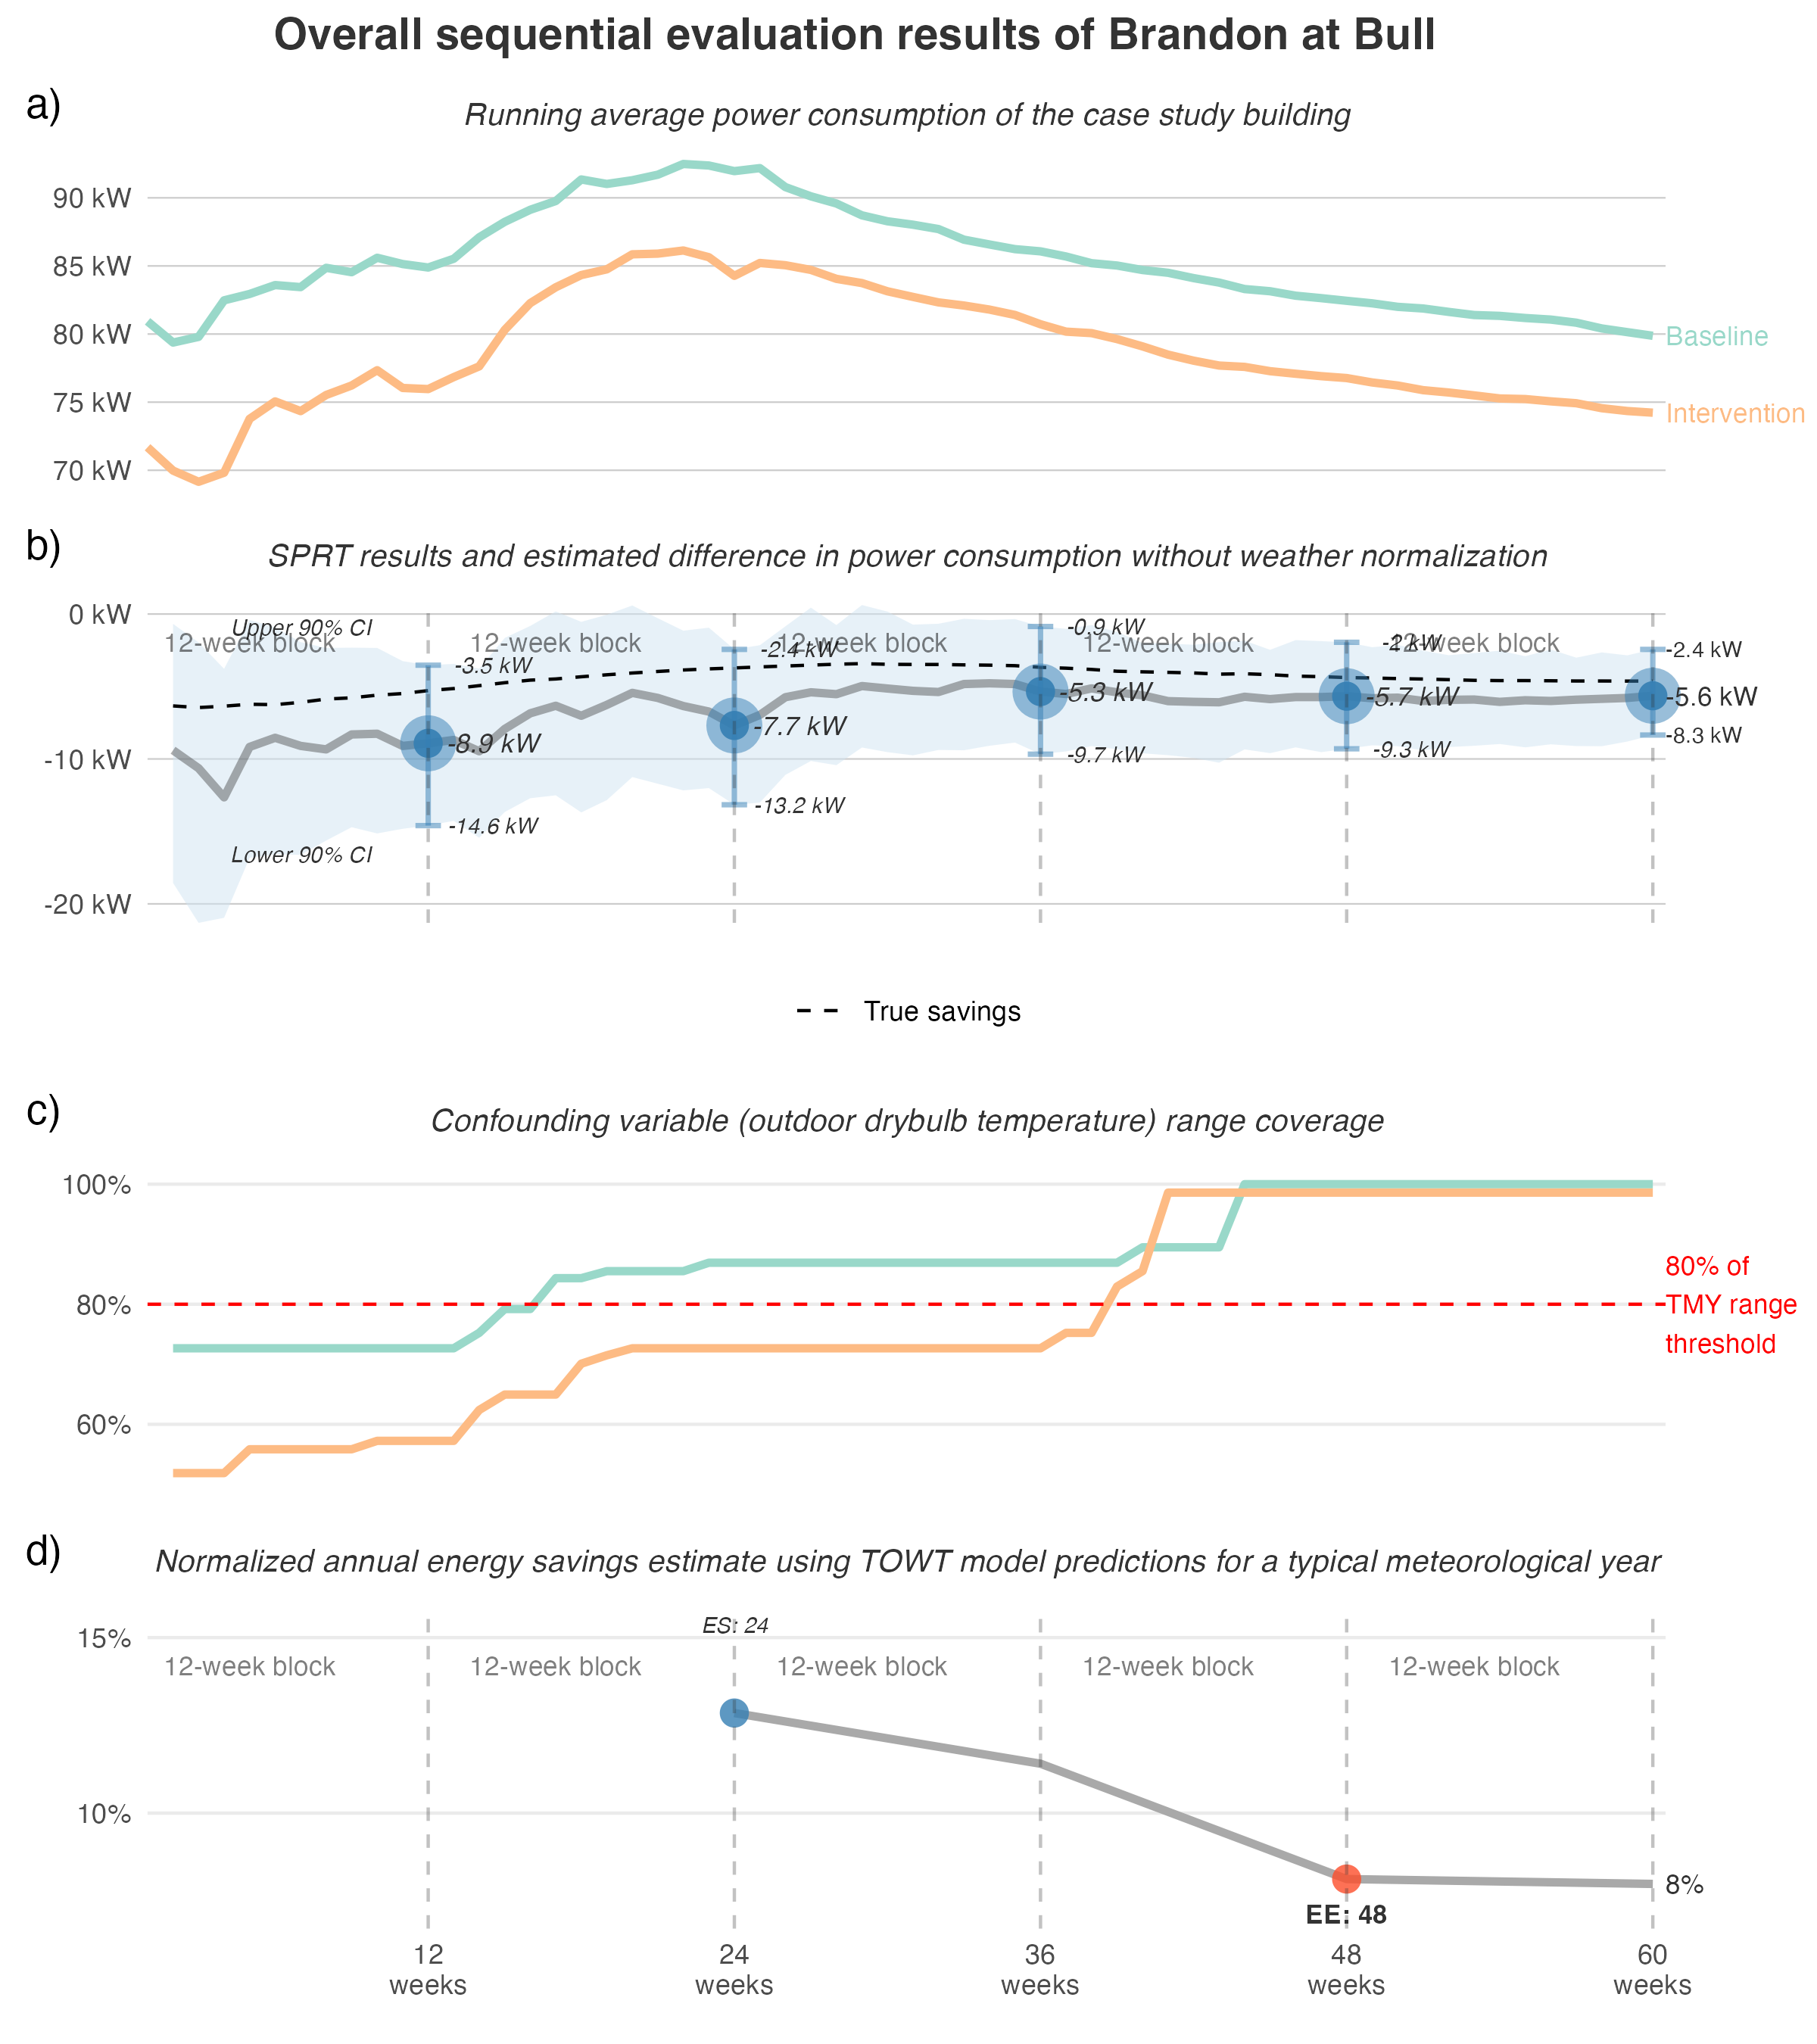 Overall sequential evaluation results of Brandon at Bull
a)
Running average power consumption of the case study building
90 kW
85 kW
80 kW
75 kW
70 kW
Baseline
Intervention
b)
SPRT results and estimated difference in power consumption without weather normalization
0 kW
-10 kW
-20 kW
12-week block
12-week block
12-week block
12-week block
12-week block
Upper 90% CI
Lower 90% CI
-3.5 kW
-8.9 kW
-14.6 kW
-2.4 kW
-7.7 kW
-13.2 kW
-0.9 kW
-5.3 kW
-9.7 kW
-2 kW
-5.7 kW
-9.3 kW
-2.4 kW
-5.6 kW
-8.3 kW
True savings
c)
Confounding variable (outdoor drybulb temperature) range coverage
100%
80%
60%
80% of
TMY range
threshold
d)
Normalized annual energy savings estimate using TOWT model predictions for a typical meteorological year
15%
10%
ES: 24
12-week block
12-week block
12-week block
12-week block
12-week block
EE: 48
8%
12
weeks
24
weeks
36
weeks
48
weeks
60
weeks